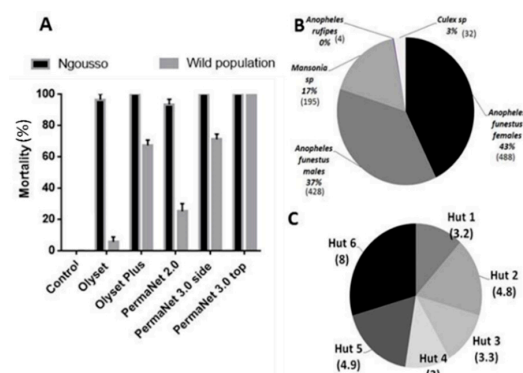 A
Ngousso
Wild population
Mortality (%)
100
80
60
40
20
0
Control
Olyset
Olyset Plus
PermaNet 2.0
PermaNet 3.0 side
PermaNet 3.0 top
B
Anopheles
rufipes
0%
(4)
Culex sp
3%
(32)
Mansonia
sp
17%
(195)
Anopheles
funestus
females
43%
(488)
Anopheles
funestus
males
37%
(428)
C
Hut 1
(3.2)
Hut 2
(4.8)
Hut 3
(3.3)
Hut 4
Hut 5
(4.9)
Hut 6
(8)